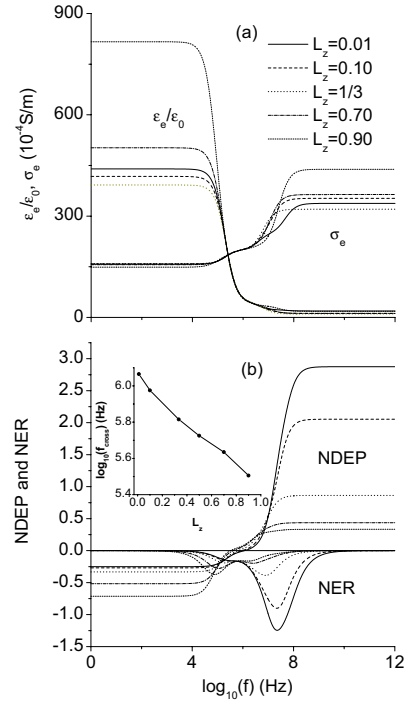 (a)
L_z=0.01
L_z=0.10
L_z=1/3
L_z=0.70
L_z=0.90
ε_e/ε_0
σ_e
900
600
300
0
ε_e/ε_0, σ_e (10^-4 S/m)
0 4 8 12
(b)
3.0
2.5
2.0
1.5
1.0
0.5
0.0
-0.5
-1.0
-1.5
NDEP and NER
6.0
5.8
5.6
5.4
log_10(f_cross) (Hz)
0 0.2 0.4 0.6 0.8 1.0
L_z
NDEP
NER
0 4 8 12
log_10(f) (Hz)